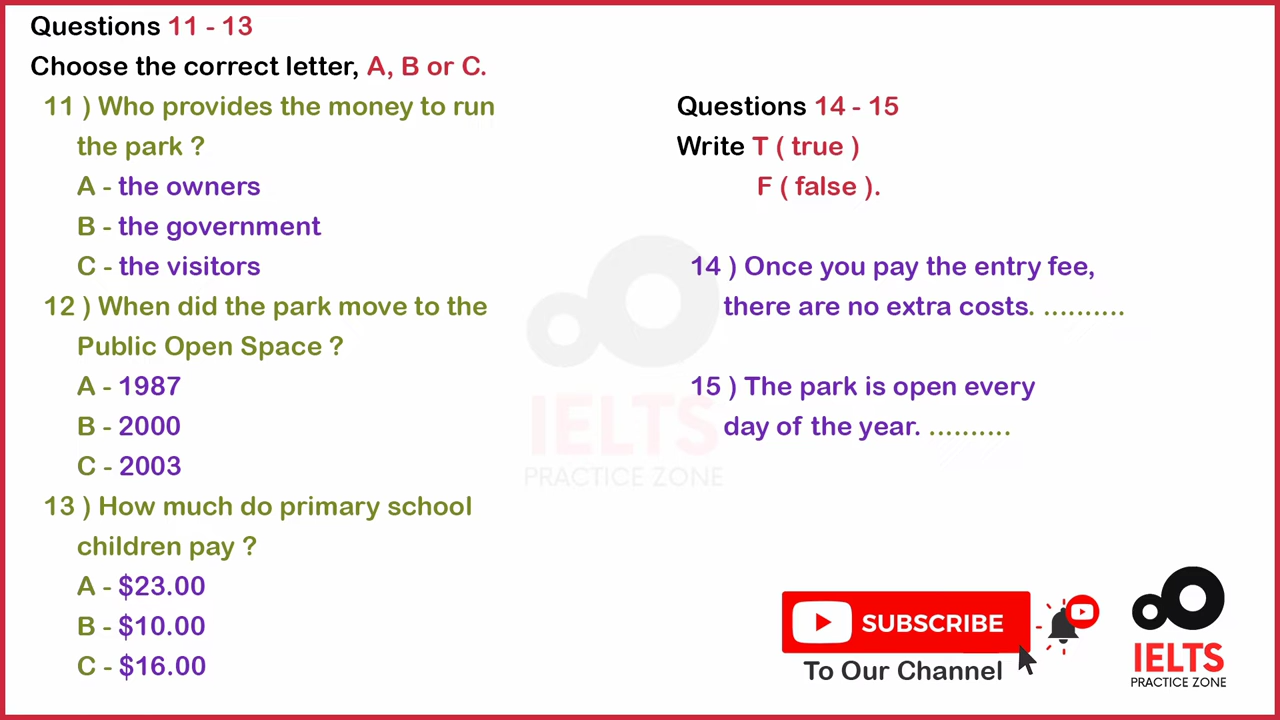 Questions 11 - 13
Choose the correct letter, A, B or C.
11 ) Who provides the money to run
the park ?
A - the owners
B - the government
C - the visitors
12 ) When did the park move to the
Public Open Space ?
A - 1987
B - 2000
C - 2003
13 ) How much do primary school
children pay ?
A - $23.00
B - $10.00
C - $16.00
Questions 14 - 15
Write T ( true )
F ( false ).
14 ) Once you pay the entry fee,
there are no extra costs. ..........
15 ) The park is open every
day of the year. ..........
IELTS
PRACTICE ZONE
SUBSCRIBE
To Our Channel
IELTS
PRACTICE ZONE